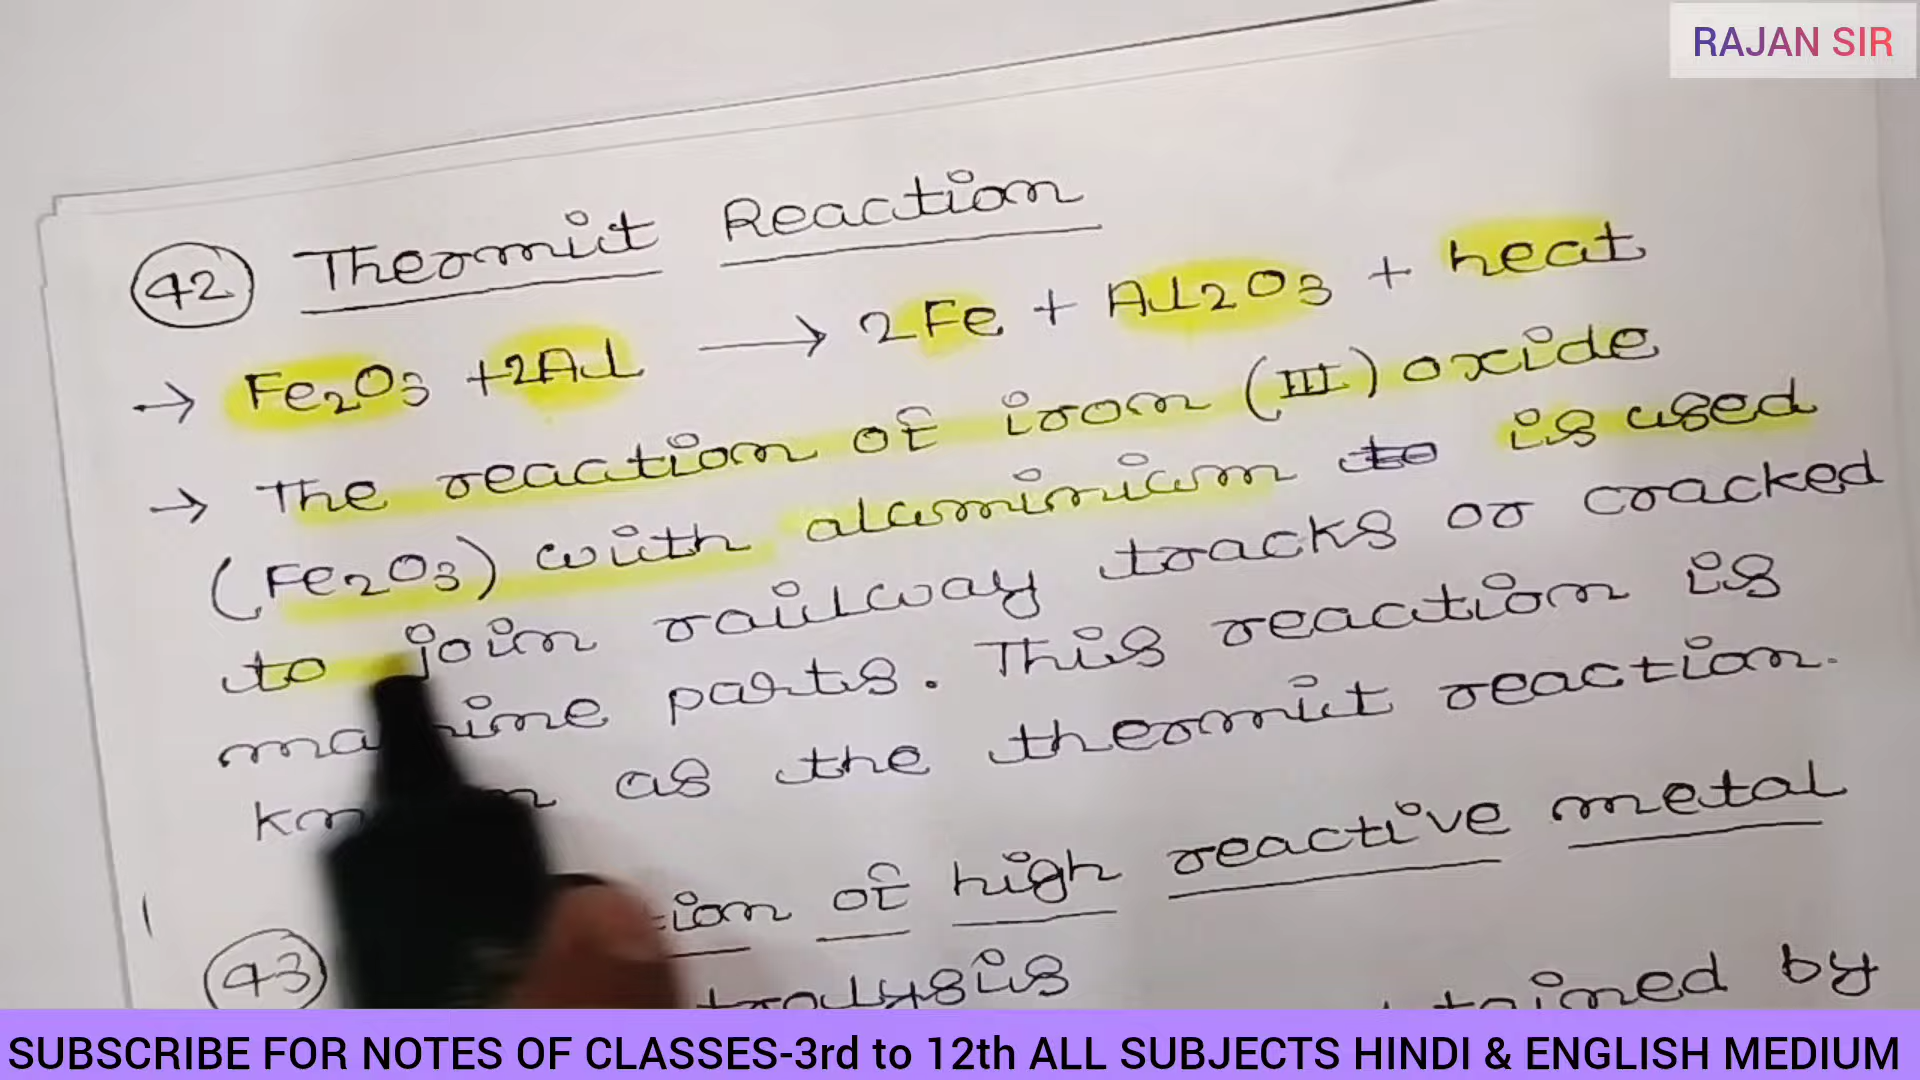 RAJAN SIR
42 Thermit Reaction
→ Fe2O3 + 2Al → 2Fe + Al2O3 + heat
→ The reaction of iron (III) oxide
(Fe2O3) with aluminium to is used
to join railway tracks or cracked
parts. This reaction is
as the thermit reaction.
43 of high reactive metal
by
SUBSCRIBE FOR NOTES OF CLASSES-3rd to 12th ALL SUBJECTS HINDI & ENGLISH MEDIUM